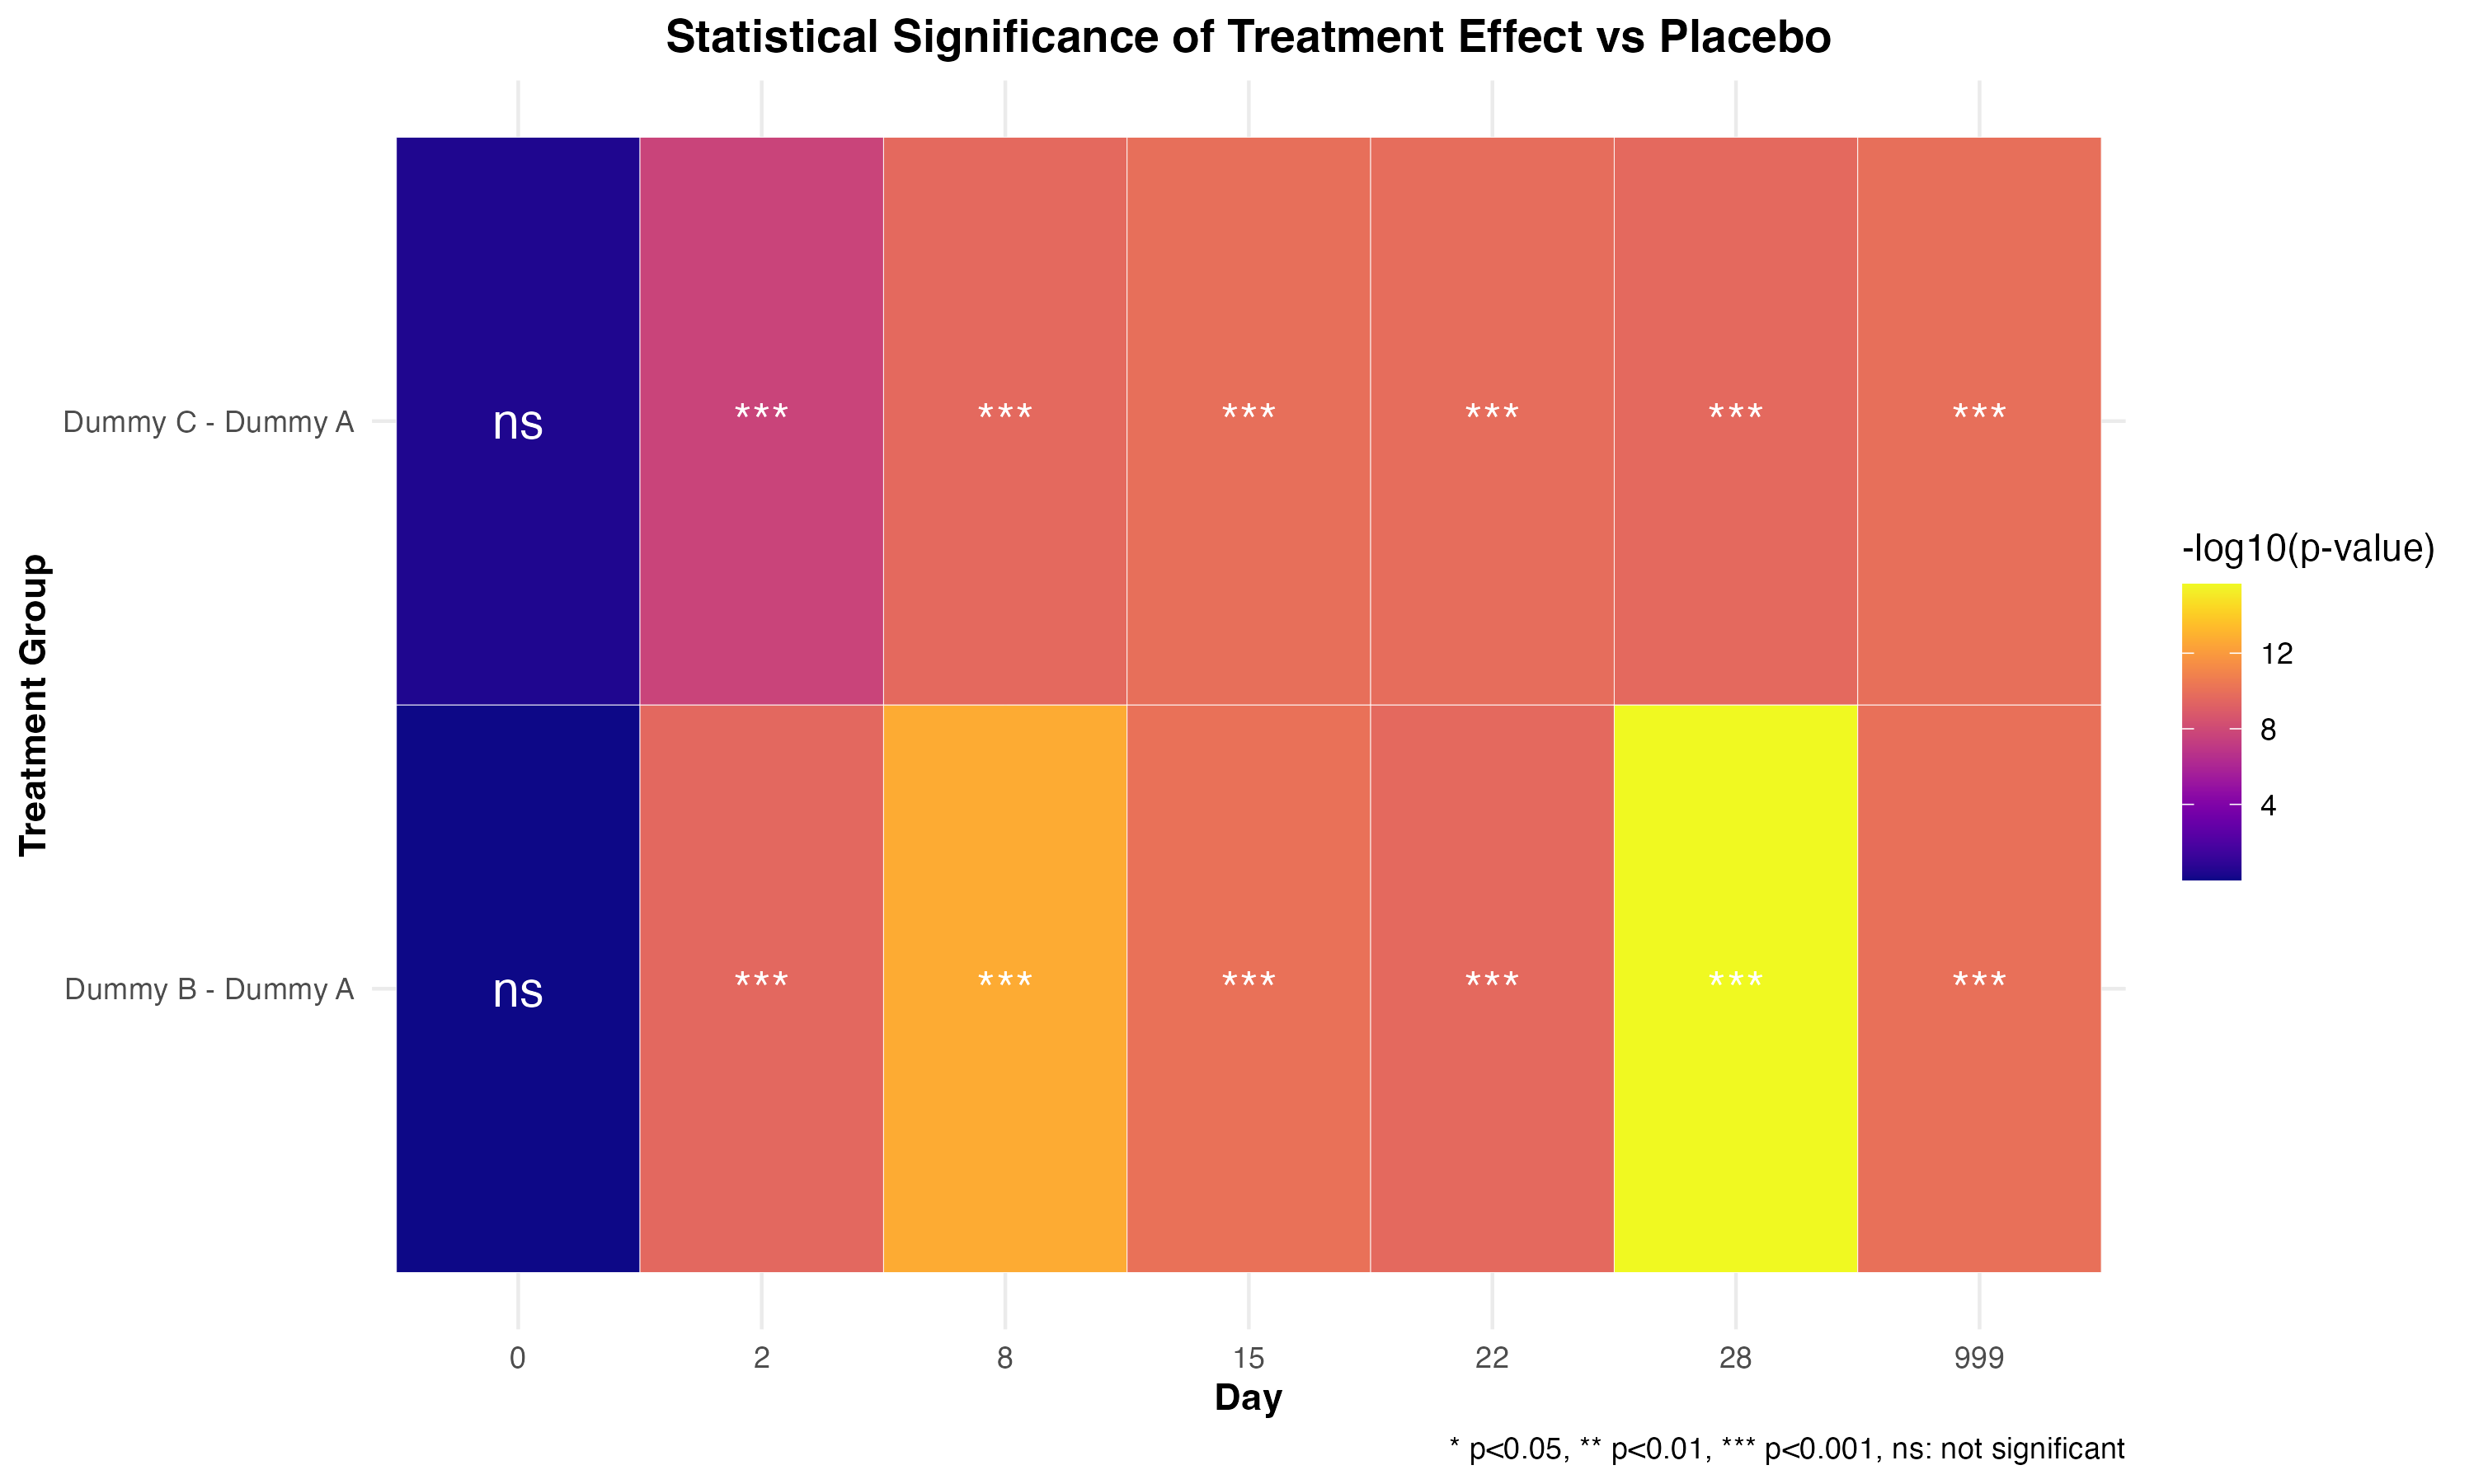 Statistical Significance of Treatment Effect vs Placebo
Treatment Group
Dummy C - Dummy A
ns *** *** *** *** *** ***
Dummy B - Dummy A
ns *** *** *** *** *** ***
0 2 8 15 22 28 999
Day
-log10(p-value)
12
8
4
* p<0.05, ** p<0.01, *** p<0.001, ns: not significant